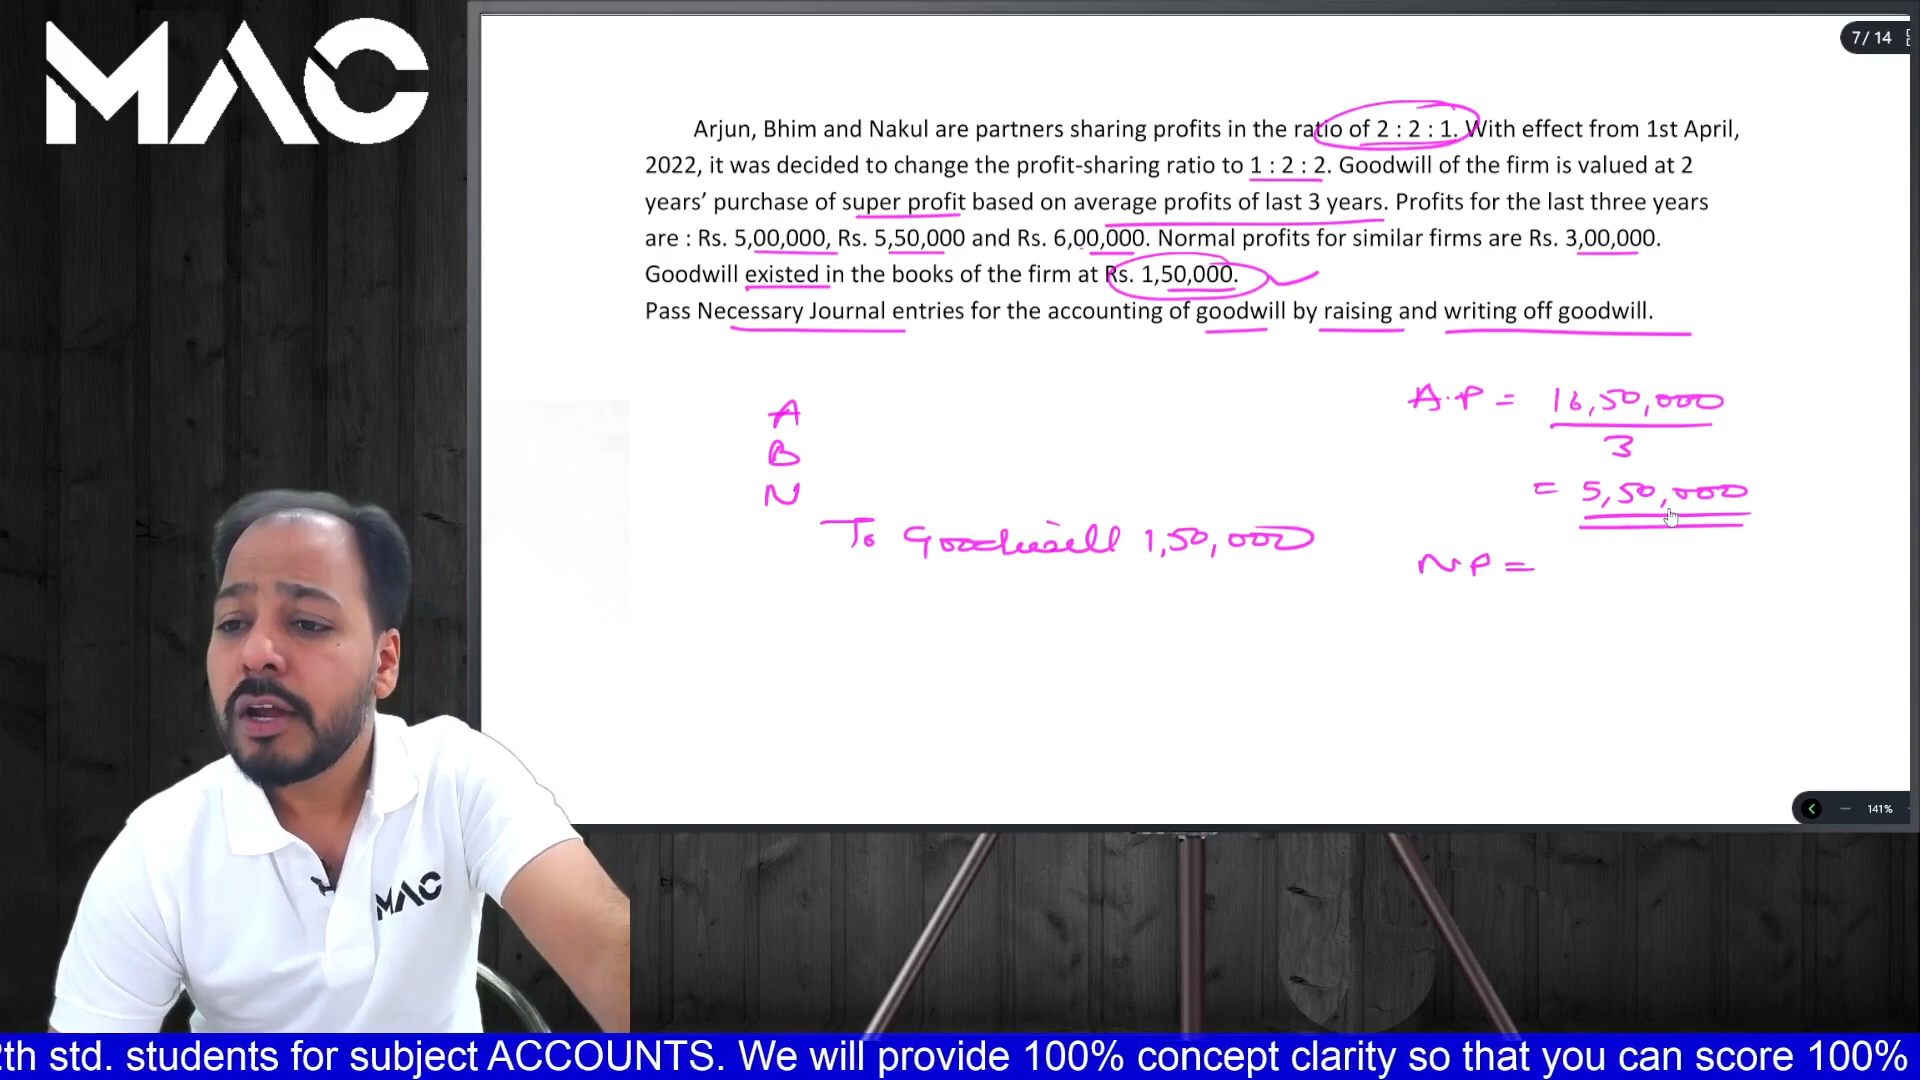 MAC
7/ 14
Arjun, Bhim and Nakul are partners sharing profits in the ratio of 2 : 2 : 1. With effect from 1st April,
2022, it was decided to change the profit-sharing ratio to 1 : 2 : 2. Goodwill of the firm is valued at 2
years’ purchase of super profit based on average profits of last 3 years. Profits for the last three years
are : Rs. 5,00,000, Rs. 5,50,000 and Rs. 6,00,000. Normal profits for similar firms are Rs. 3,00,000.
Goodwill existed in the books of the firm at Rs. 1,50,000.
Pass Necessary Journal entries for the accounting of goodwill by raising and writing off goodwill.
A
B
N
To Goodwill 1,50,000
A.P = 16,50,000
3
= 5,50,000
NP =
141%
MAC
2th std. students for subject ACCOUNTS. We will provide 100% concept clarity so that you can score 100%